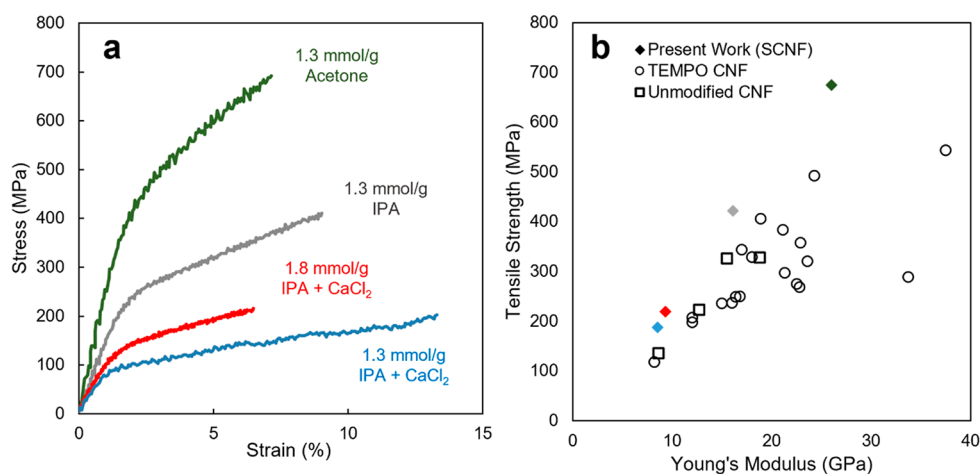 a
800
700
600
500
400
300
200
100
0
Stress (MPa)
1.3 mmol/g
Acetone
1.3 mmol/g
IPA
1.8 mmol/g
IPA + CaCl₂
1.3 mmol/g
IPA + CaCl₂
0 5 10 15
Strain (%)
b
800
700
600
500
400
300
200
100
0
Tensile Strength (MPa)
Present Work (SCNF)
TEMPO CNF
Unmodified CNF
0 10 20 30 40
Young's Modulus (GPa)